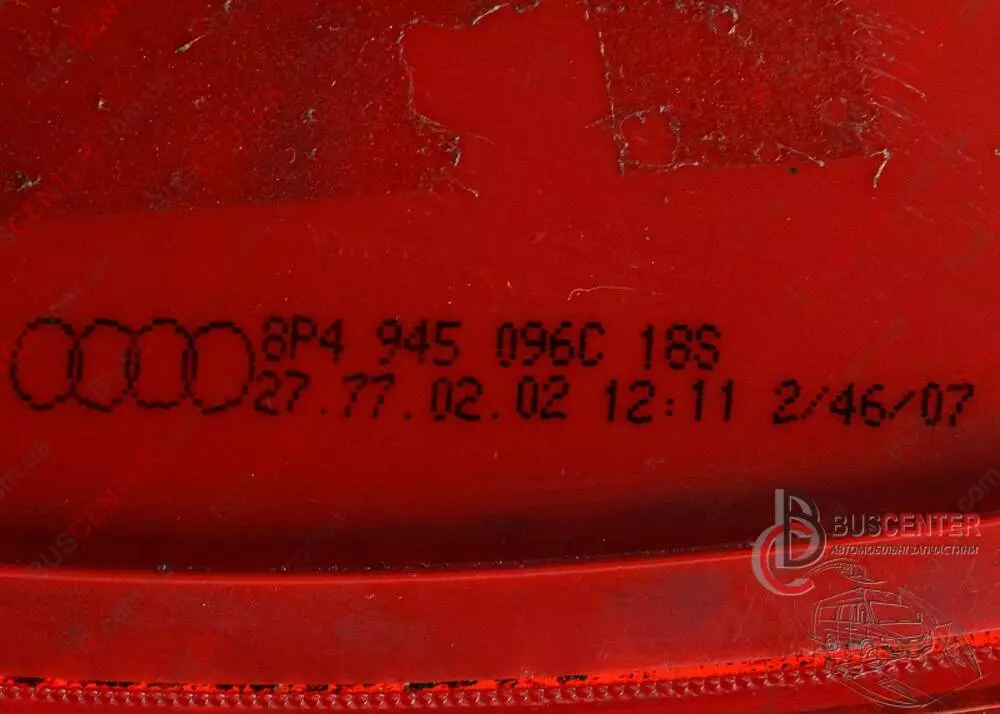 8P4 945 096C 18S
27.77.02.02 12:11 2/46/07
BUSCENTER
АВТОМОБІЛЬНІ ЗАПЧАСТИНИ